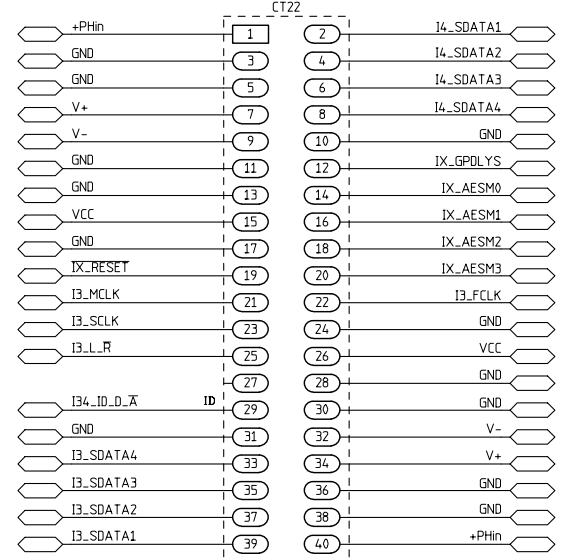 CT22
+PHin 1 2 I4_SDATA1
GND 3 4 I4_SDATA2
GND 5 6 I4_SDATA3
V+ 7 8 I4_SDATA4
V- 9 10 GND
GND 11 12 IX_GPDLYS
GND 13 14 IX_AESM0
VCC 15 16 IX_AESM1
GND 17 18 IX_AESM2
IX_RESET 19 20 IX_AESM3
I3_MCLK 21 22 I3_FCLK
I3_SCLK 23 24 GND
I3_L_R 25 26 VCC
27 28 GND
I34_ID_D_A ID 29 30 GND
GND 31 32 V-
I3_SDATA4 33 34 V+
I3_SDATA3 35 36 GND
I3_SDATA2 37 38 GND
I3_SDATA1 39 40 +PHin